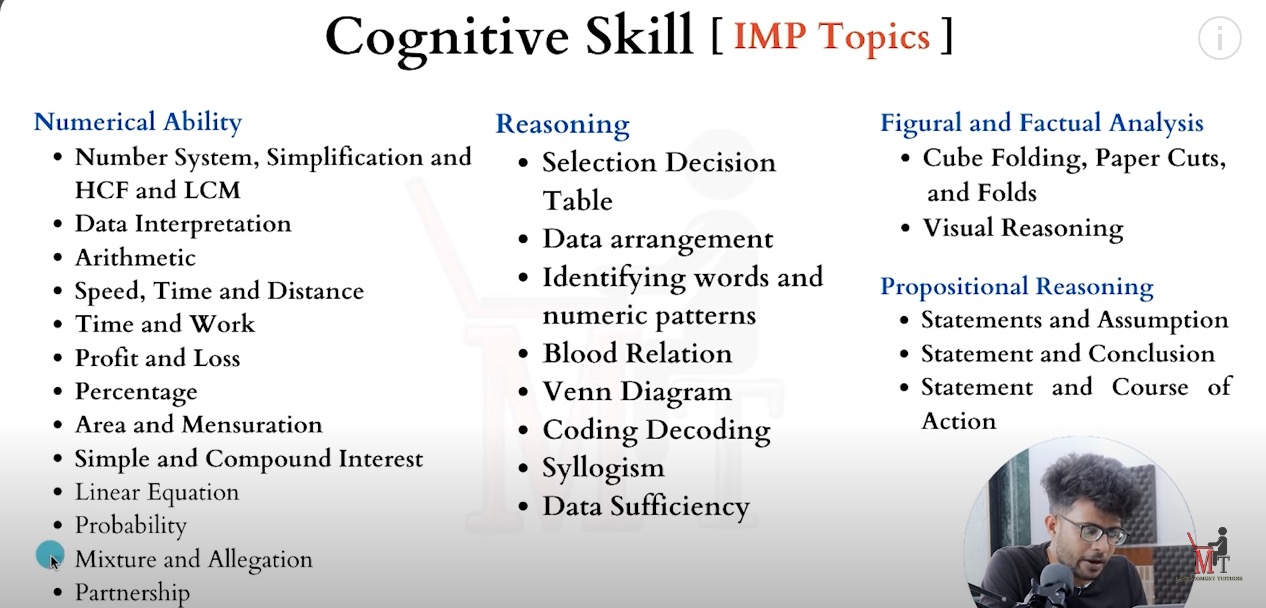 Cognitive Skill [ IMP Topics ]
Numerical Ability
• Number System, Simplification and
HCF and LCM
• Data Interpretation
• Arithmetic
• Speed, Time and Distance
• Time and Work
• Profit and Loss
• Percentage
• Area and Mensuration
• Simple and Compound Interest
• Linear Equation
• Probability
• Mixture and Allegation
• Partnership
Reasoning
• Selection Decision
Table
• Data arrangement
• Identifying words and
numeric patterns
• Blood Relation
• Venn Diagram
• Coding Decoding
• Syllogism
• Data Sufficiency
Figural and Factual Analysis
• Cube Folding, Paper Cuts,
and Folds
• Visual Reasoning
Propositional Reasoning
• Statements and Assumption
• Statement and Conclusion
• Statement and Course of
Action
MT